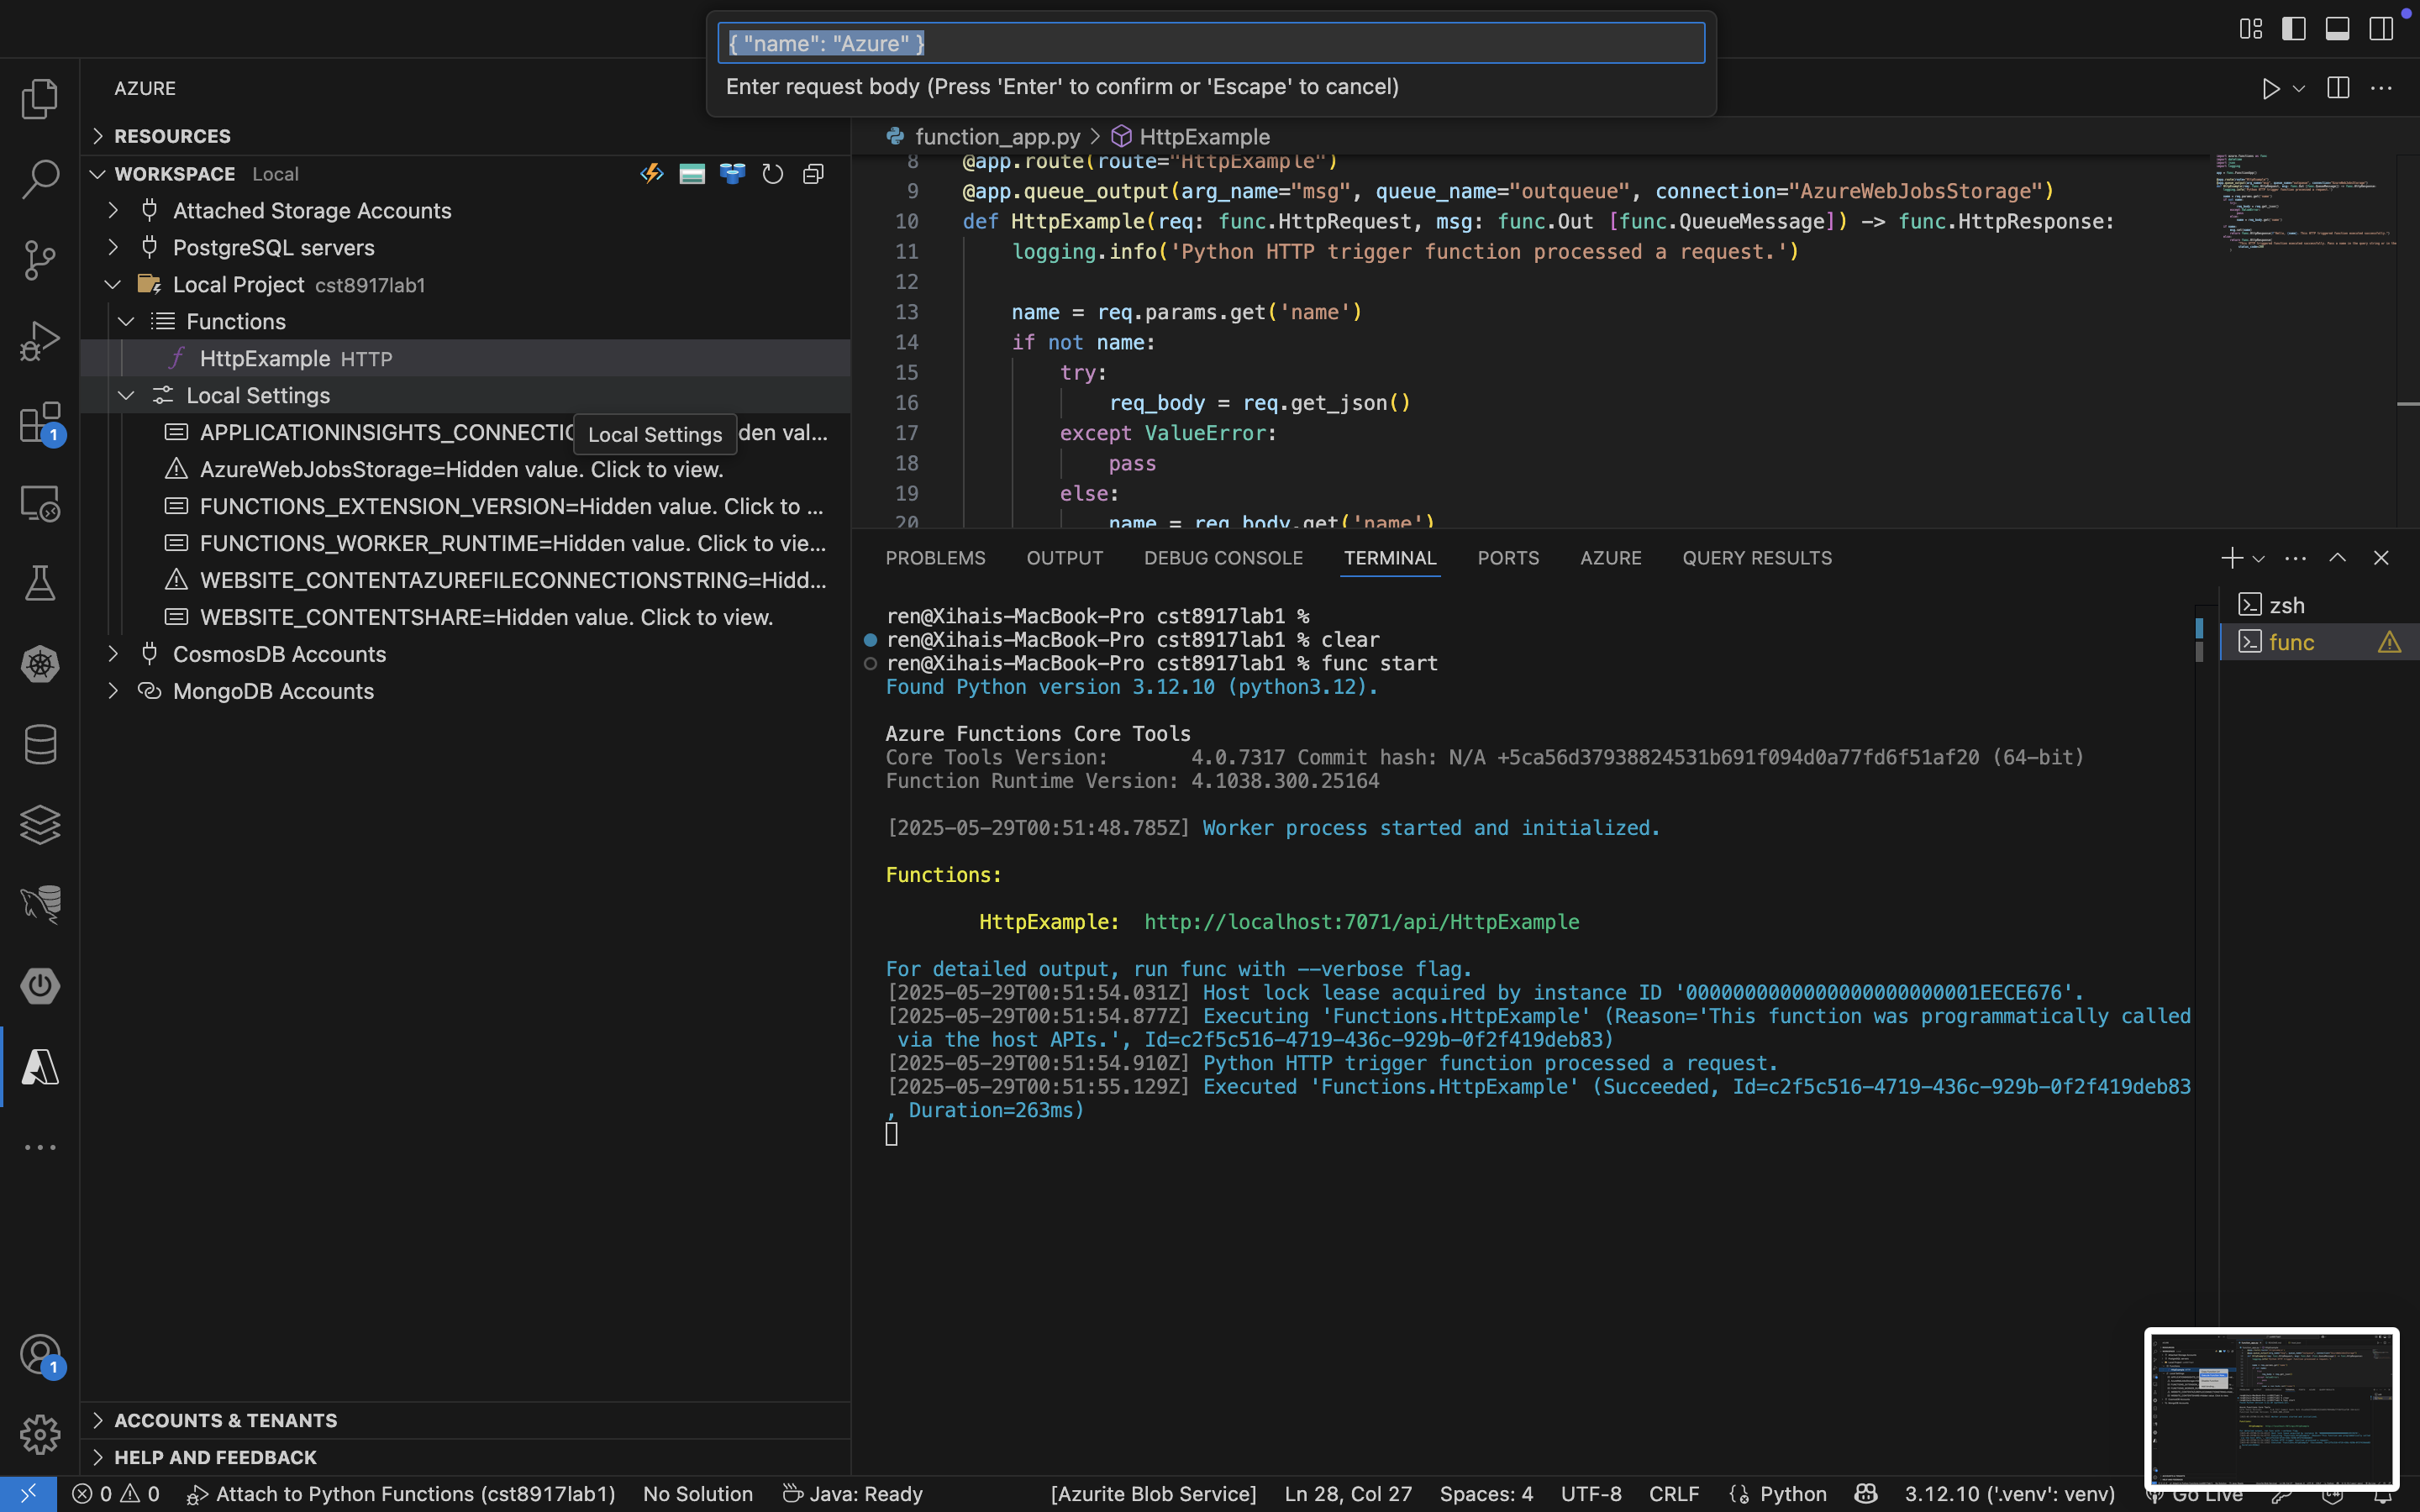 { "name": "Azure" }
Enter request body (Press 'Enter' to confirm or 'Escape' to cancel)
AZURE
RESOURCES
WORKSPACE Local
Attached Storage Accounts
PostgreSQL servers
Local Project cst8917lab1
Functions
HttpExample HTTP
Local Settings
APPLICATIONINSIGHTS_CONNECTIO
Local Settings
den val...
AzureWebJobsStorage=Hidden value. Click to view.
FUNCTIONS_EXTENSION_VERSION=Hidden value. Click to ...
FUNCTIONS_WORKER_RUNTIME=Hidden value. Click to vie...
WEBSITE_CONTENTAZUREFILECONNECTIONSTRING=Hidd...
WEBSITE_CONTENTSHARE=Hidden value. Click to view.
CosmosDB Accounts
MongoDB Accounts
ACCOUNTS & TENANTS
HELP AND FEEDBACK
1
1
function_app.py > HttpExample
8 @app.route(route="HttpExample")
9 @app.queue_output(arg_name="msg", queue_name="outqueue", connection="AzureWebJobsStorage")
10 def HttpExample(req: func.HttpRequest, msg: func.Out [func.QueueMessage]) -> func.HttpResponse:
11 logging.info('Python HTTP trigger function processed a request.')
12
13 name = req.params.get('name')
14 if not name:
15 try:
16 req_body = req.get_json()
17 except ValueError:
18 pass
19 else:
20 name = req_body.get('name')
PROBLEMS OUTPUT DEBUG CONSOLE TERMINAL PORTS AZURE QUERY RESULTS
zsh
func
ren@Xihais-MacBook-Pro cst8917lab1 %
ren@Xihais-MacBook-Pro cst8917lab1 % clear
ren@Xihais-MacBook-Pro cst8917lab1 % func start
Found Python version 3.12.10 (python3.12).
Azure Functions Core Tools
Core Tools Version: 4.0.7317 Commit hash: N/A +5ca56d37938824531b691f094d0a77fd6f51af20 (64-bit)
Function Runtime Version: 4.1038.300.25164
[2025-05-29T00:51:48.785Z] Worker process started and initialized.
Functions:
HttpExample: http://localhost:7071/api/HttpExample
For detailed output, run func with --verbose flag.
[2025-05-29T00:51:54.031Z] Host lock lease acquired by instance ID '000000000000000000000001EECE676'.
[2025-05-29T00:51:54.877Z] Executing 'Functions.HttpExample' (Reason='This function was programmatically called
via the host APIs.', Id=c2f5c516-4719-436c-929b-0f2f419deb83)
[2025-05-29T00:51:54.910Z] Python HTTP trigger function processed a request.
[2025-05-29T00:51:55.129Z] Executed 'Functions.HttpExample' (Succeeded, Id=c2f5c516-4719-436c-929b-0f2f419deb83
, Duration=263ms)
0 0 Attach to Python Functions (cst8917lab1) No Solution Java: Ready [Azurite Blob Service] Ln 28, Col 27 Spaces: 4 UTF-8 CRLF Python 3.12.10 ('.venv': venv) Go Live